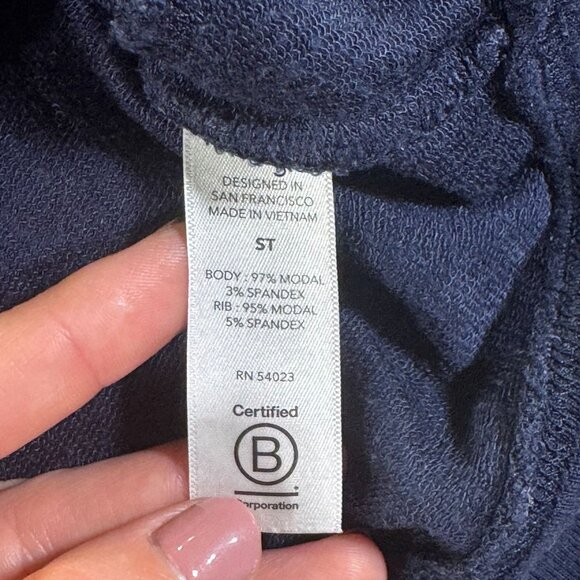 DESIGNED IN
SAN FRANCISCO
MADE IN VIETNAM
ST
BODY : 97% MODAL
3% SPANDEX
RIB : 95% MODAL
5% SPANDEX
RN 54023
Certified
B
Corporation